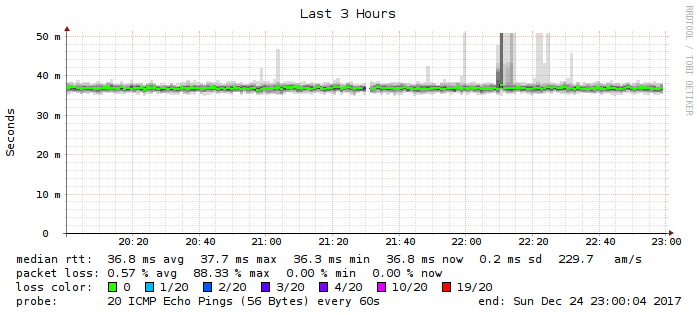 Last 3 Hours
RRDTOOL / TOBI OETIKER
Seconds
50 m
40 m
30 m
20 m
10 m
0
20:20 20:40 21:00 21:20 21:40 22:00 22:20 22:40 23:00
median rtt: 36.8 ms avg 37.7 ms max 36.3 ms min 36.8 ms now 0.2 ms sd 229.7 am/s
packet loss: 0.57 % avg 88.33 % max 0.00 % min 0.00 % now
loss color: 0 1/20 2/20 3/20 4/20 10/20 19/20
probe: 20 ICMP Echo Pings (56 Bytes) every 60s end: Sun Dec 24 23:00:04 2017